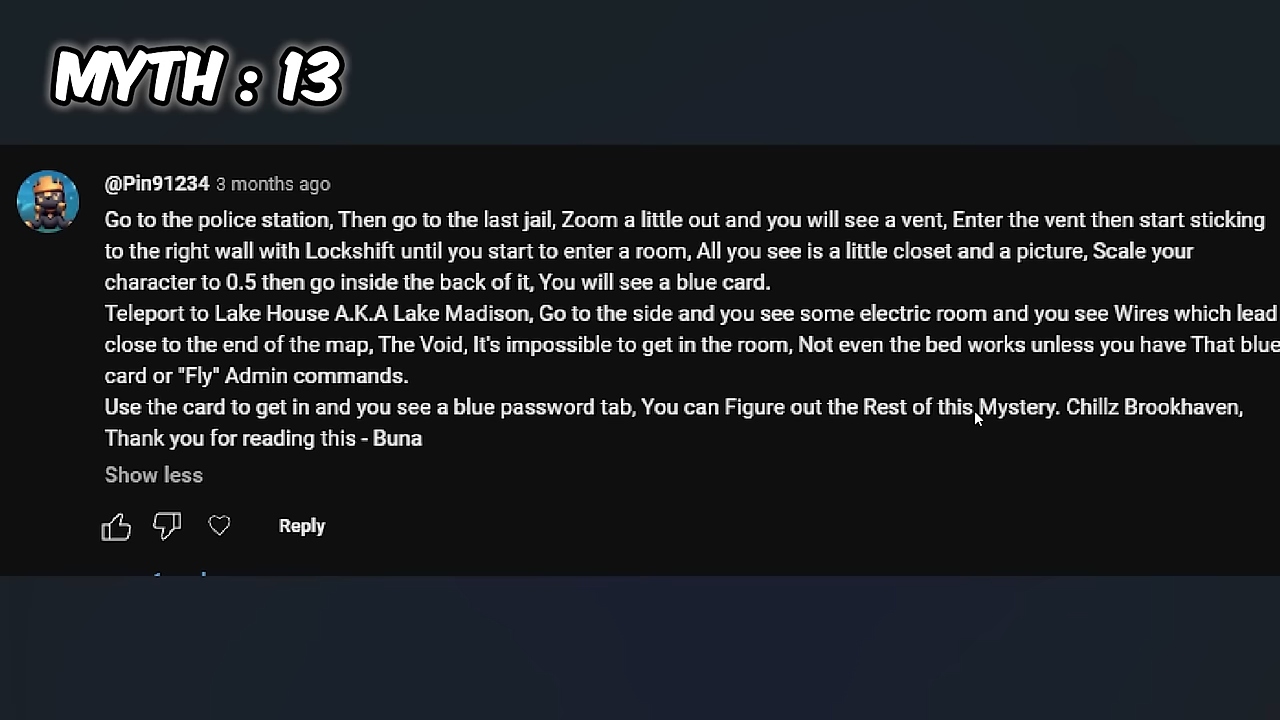 MYTH : 13
@Pin91234 3 months ago
Go to the police station, Then go to the last jail, Zoom a little out and you will see a vent, Enter the vent then start sticking
to the right wall with Lockshift until you start to enter a room, All you see is a little closet and a picture, Scale your
character to 0.5 then go inside the back of it, You will see a blue card.
Teleport to Lake House A.K.A Lake Madison, Go to the side and you see some electric room and you see Wires which lead
close to the end of the map, The Void, It's impossible to get in the room, Not even the bed works unless you have That blue
card or "Fly" Admin commands.
Use the card to get in and you see a blue password tab, You can Figure out the Rest of this Mystery. Chillz Brookhaven,
Thank you for reading this - Buna
Show less
Reply